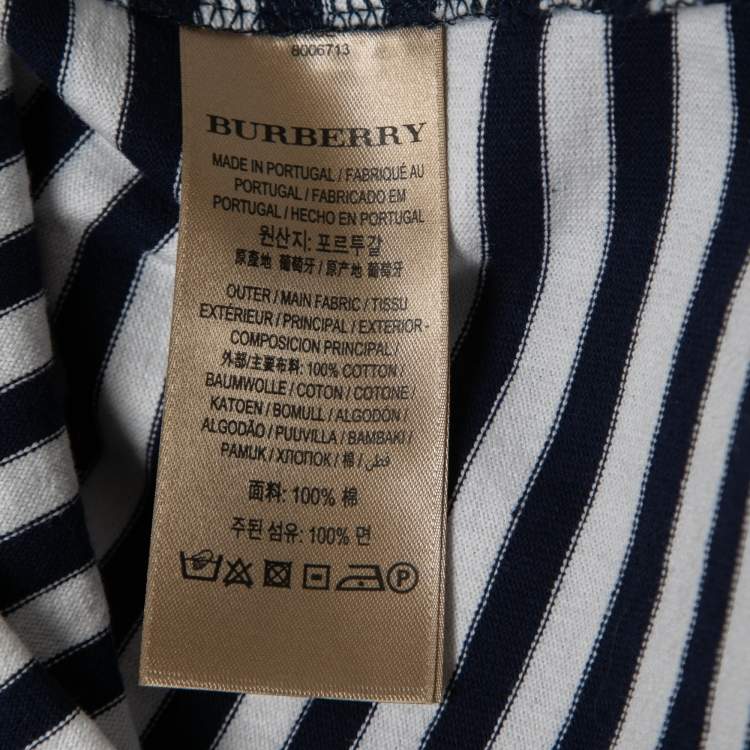 8006713
BURBERRY
MADE IN PORTUGAL / FABRIQUÉ AU
PORTUGAL / FABRICADO EM
PORTUGAL / HECHO EN PORTUGAL
원산지: 포르투갈
原產地 葡萄牙 / 原产地 葡萄牙
OUTER / MAIN FABRIC / TISSU
EXTERIEUR / PRINCIPAL / EXTERIOR -
COMPOSICION PRINCIPAL /
外部/主要布料: 100% COTTON /
BAUMWOLLE / COTON / COTONE /
KATOEN / BOMULL / ALGODÓN /
ALGODÃO / PUUVILLA / BAMBAKI /
PAMUK / ХЛОПОК / 棉 / قطن
面料: 100% 棉
주된 섬유: 100% 면
P